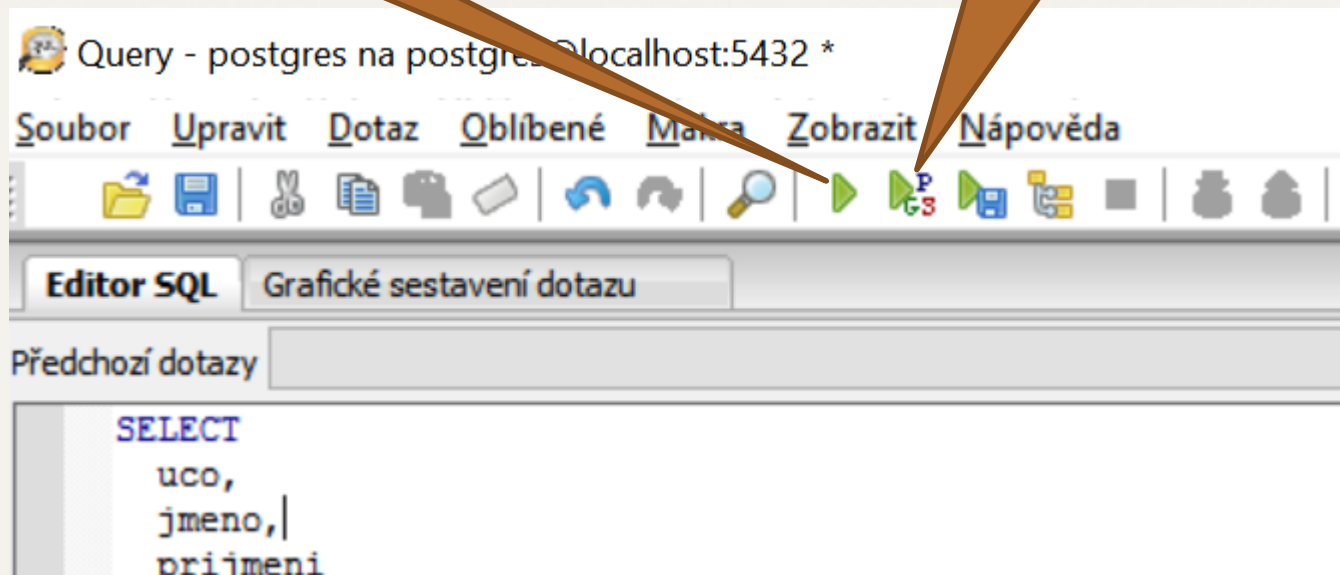 Query - postgres na postgres@localhost:5432 *
Soubor Upravit Dotaz Oblíbené Makra Zobrazit Nápověda
P
G3
Editor SQL Grafické sestavení dotazu
Předchozí dotazy
SELECT
uco,
jmeno,
prijmeni